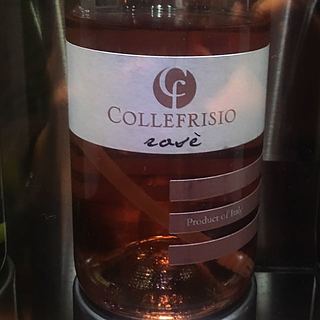 CF
COLLEFRISIO
rosè
Product of Italy